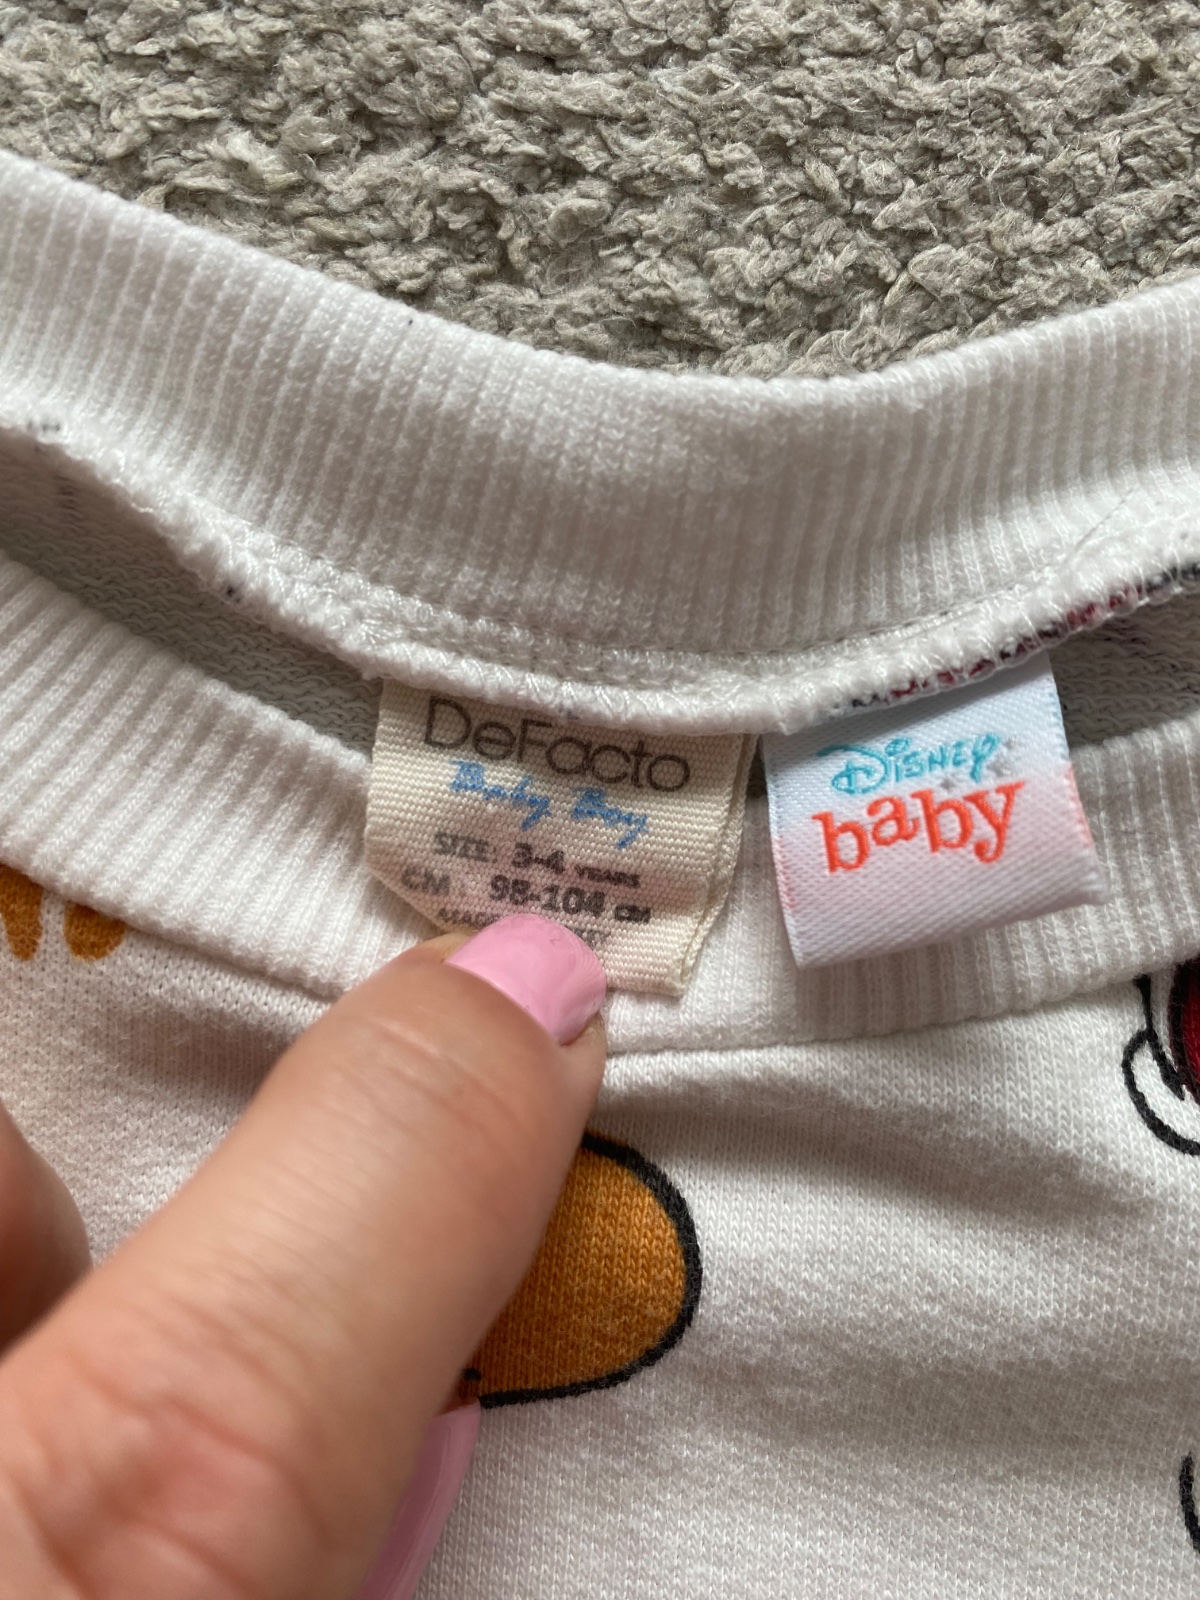 DeFacto
Baby Boy
SIZE: 3-4 YEARS
CM : 98-104 CM
Disney
baby